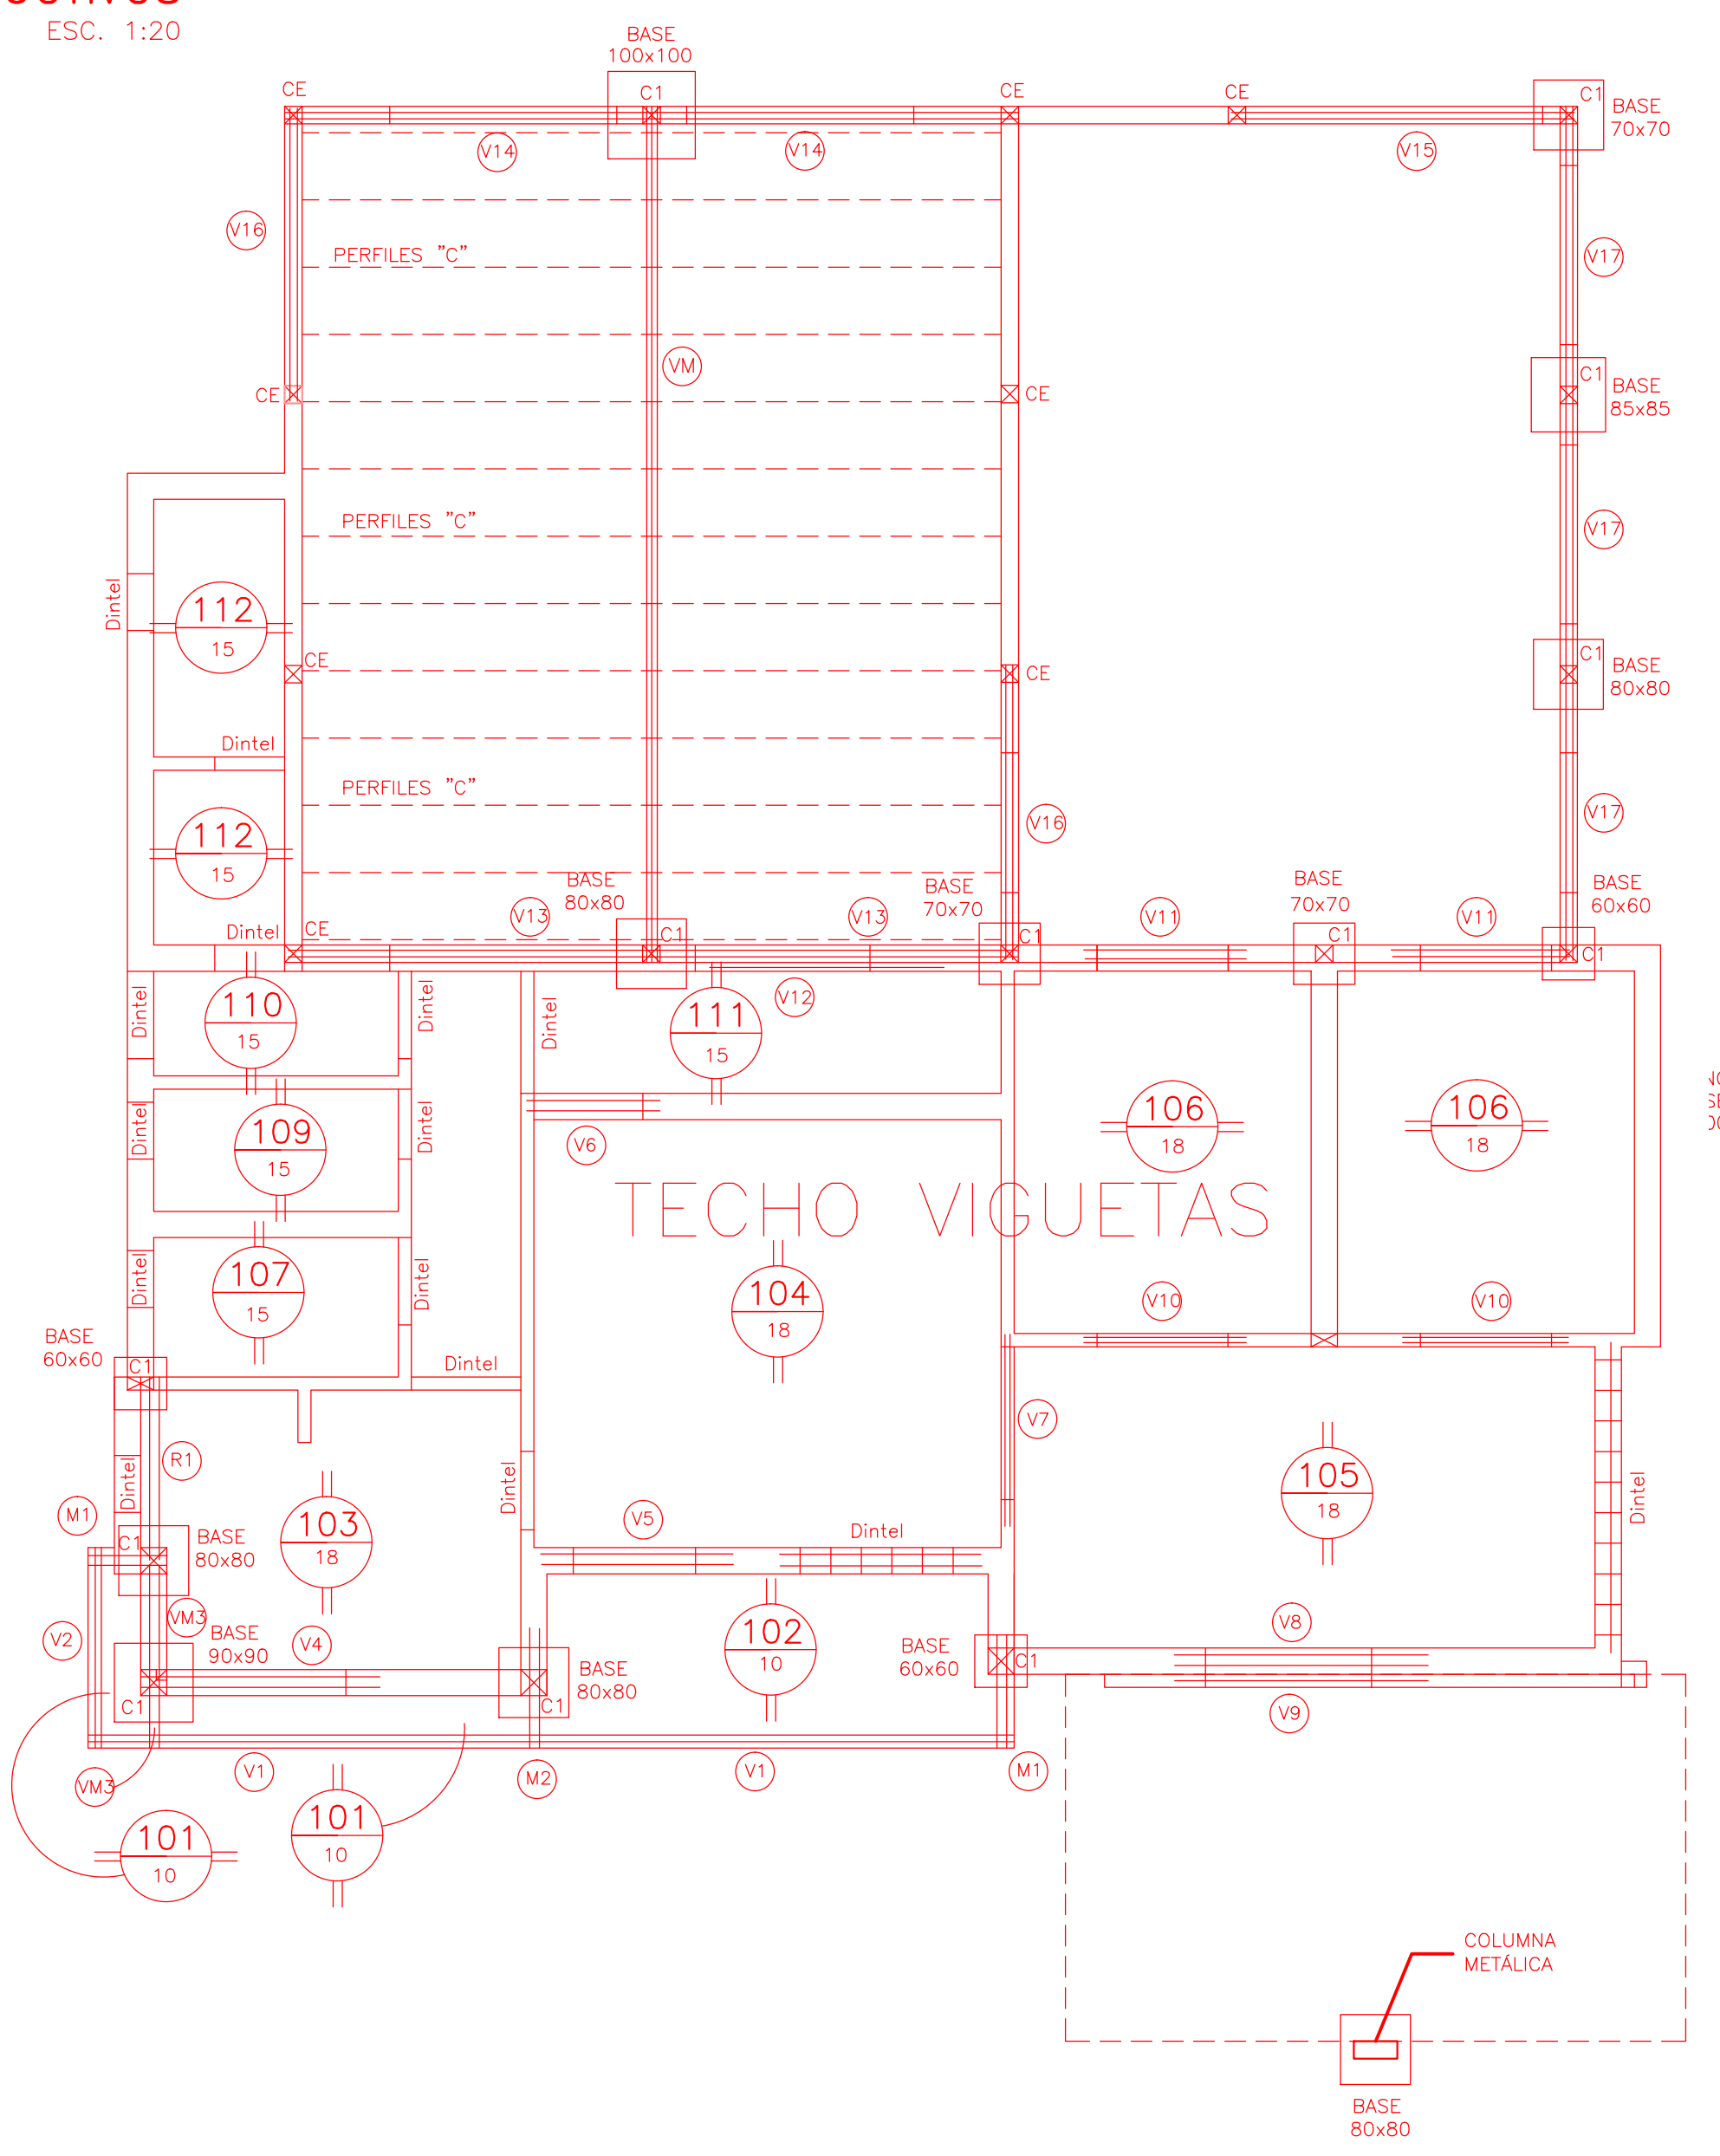 ESC. 1:20
BASE
100x100
CE
C1
CE
CE
C1
BASE
70x70
V14
V14
V15
V16
PERFILES "C"
V17
VM
CE
CE
C1
BASE
85x85
PERFILES "C"
V17
Dintel
112
15
CE
CE
C1
BASE
80x80
Dintel
PERFILES "C"
V16
V17
112
15
BASE
80x80
BASE
70x70
BASE
70x70
BASE
60x60
Dintel
CE
V13
C1
V13
C1
V11
C1
V11
C1
Dintel
110
15
Dintel
Dintel
111
15
V12
Dintel
109
15
Dintel
V6
106
18
106
18
TECHO VIGUETAS
Dintel
107
15
Dintel
104
18
V10
V10
BASE
60x60
C1
Dintel
R1
V7
M1
Dintel
103
18
Dintel
V5
Dintel
105
18
Dintel
C1
BASE
80x80
VM3
V2
BASE
90x90
V4
102
10
BASE
60x60
V8
C1
C1
BASE
80x80
C1
V9
VM3
V1
M2
V1
M1
101
10
101
10
COLUMNA
METÁLICA
BASE
80x80